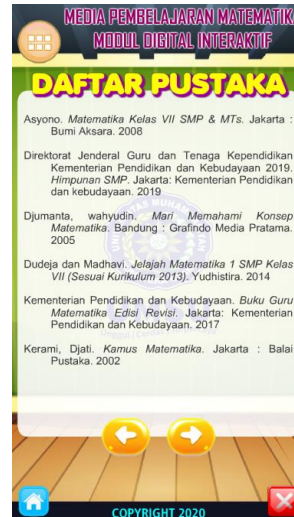 MEDIA PEMBELAJARAN MATEMATIK
MODUL DIGITAL INTERAKTIF
DAFTAR PUSTAKA
Asyono. Matematika Kelas VII SMP & MTs. Jakarta :
Bumi Aksara. 2008
Direktorat Jenderal Guru dan Tenaga Kependidikan
Kementerian Pendidikan dan Kebudayaan 2019.
Himpunan SMP. Jakarta: Kementerian Pendidikan
dan kebudayaan. 2019
Djumanta, wahyudin. Mari Memahami Konsep
Matematika. Bandung : Grafindo Media Pratama.
2005
Dudeja dan Madhavi. Jelajah Matematika 1 SMP Kelas
VII (Sesuai Kurikulum 2013). Yudhistira. 2014
Kementerian Pendidikan dan Kebudayaan. Buku Guru
Matematika Edisi Revisi. Jakarta: Kementerian
Pendidikan dan Kebudayaan. 2017
Kerami, Djati. Kamus Matematika. Jakarta : Balai
Pustaka. 2002
COPYRIGHT 2020